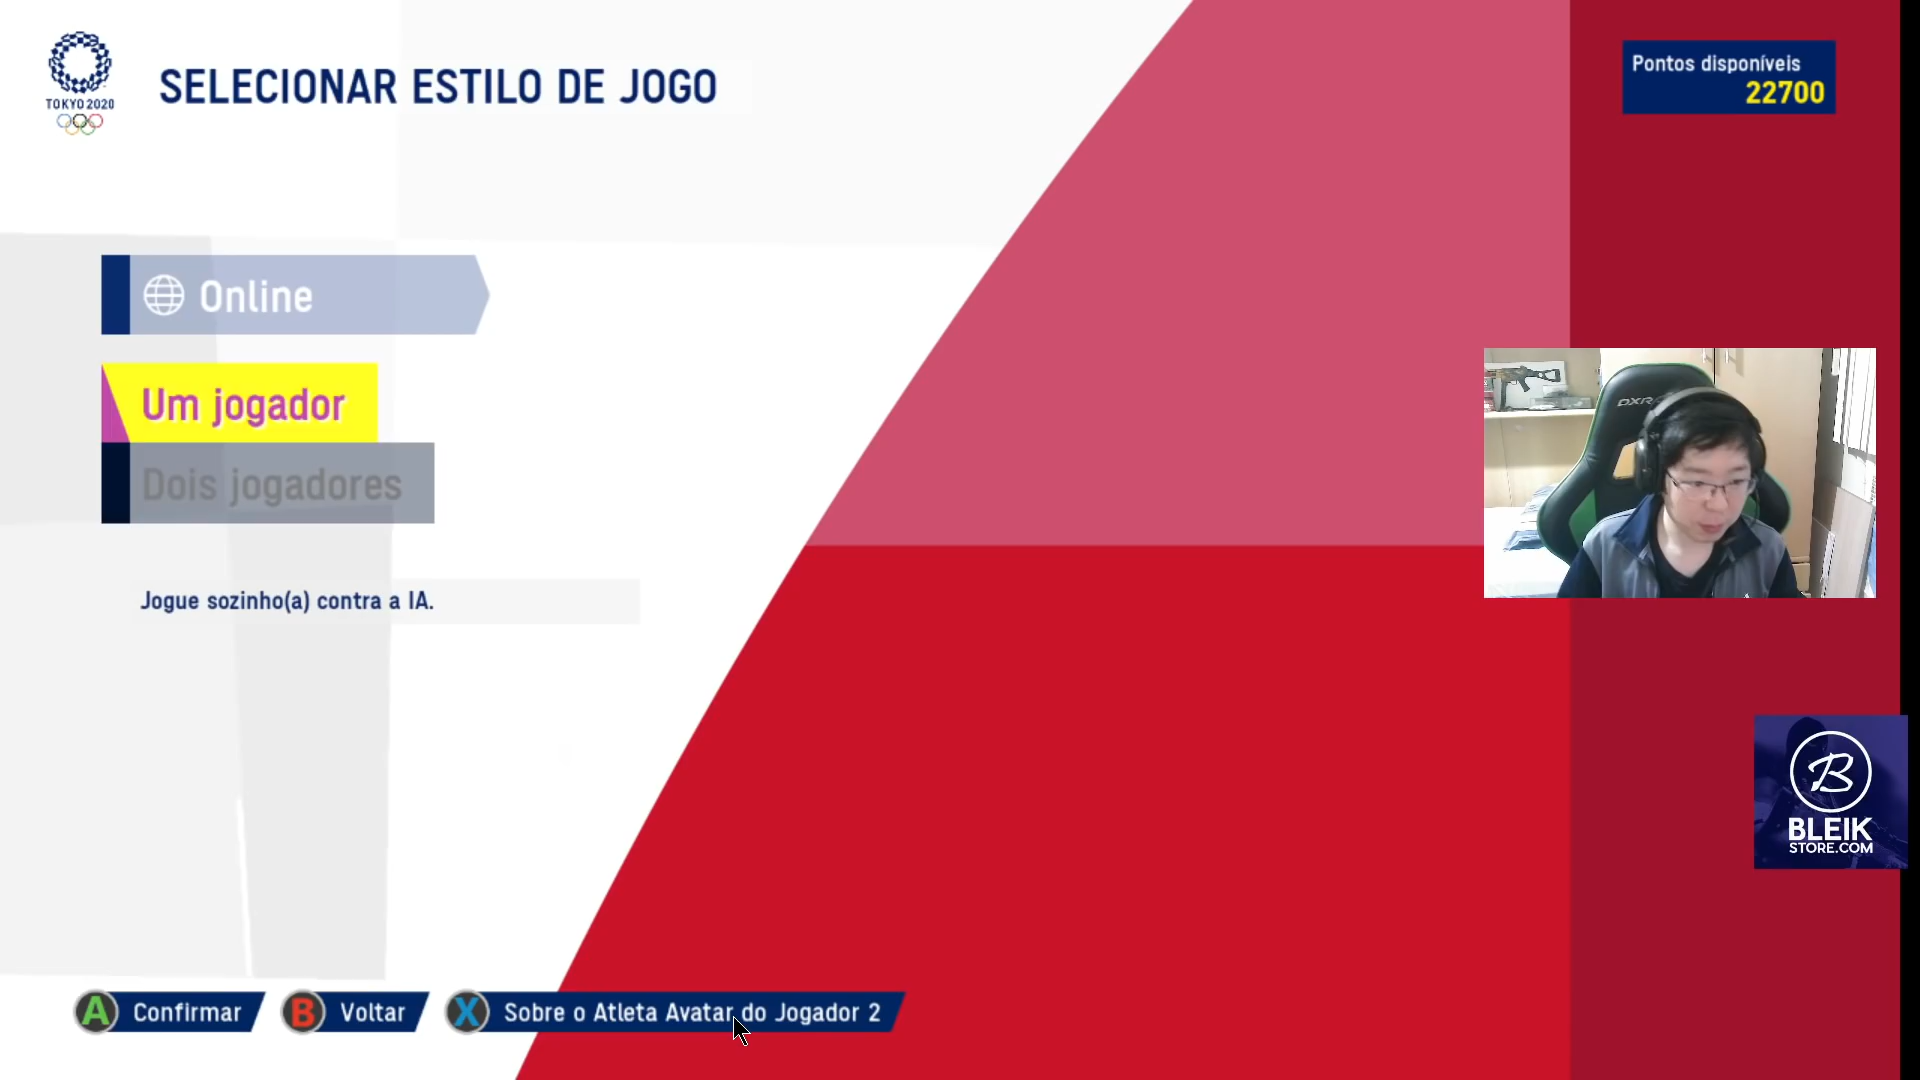 TOKYO 2020
SELECIONAR ESTILO DE JOGO
Pontos disponíveis
22700
Online
Um jogador
Dois jogadores
Jogue sozinho(a) contra a IA.
DXR
B
BLEIK
STORE.COM
A Confirmar
B Voltar
X Sobre o Atleta Avatar do Jogador 2